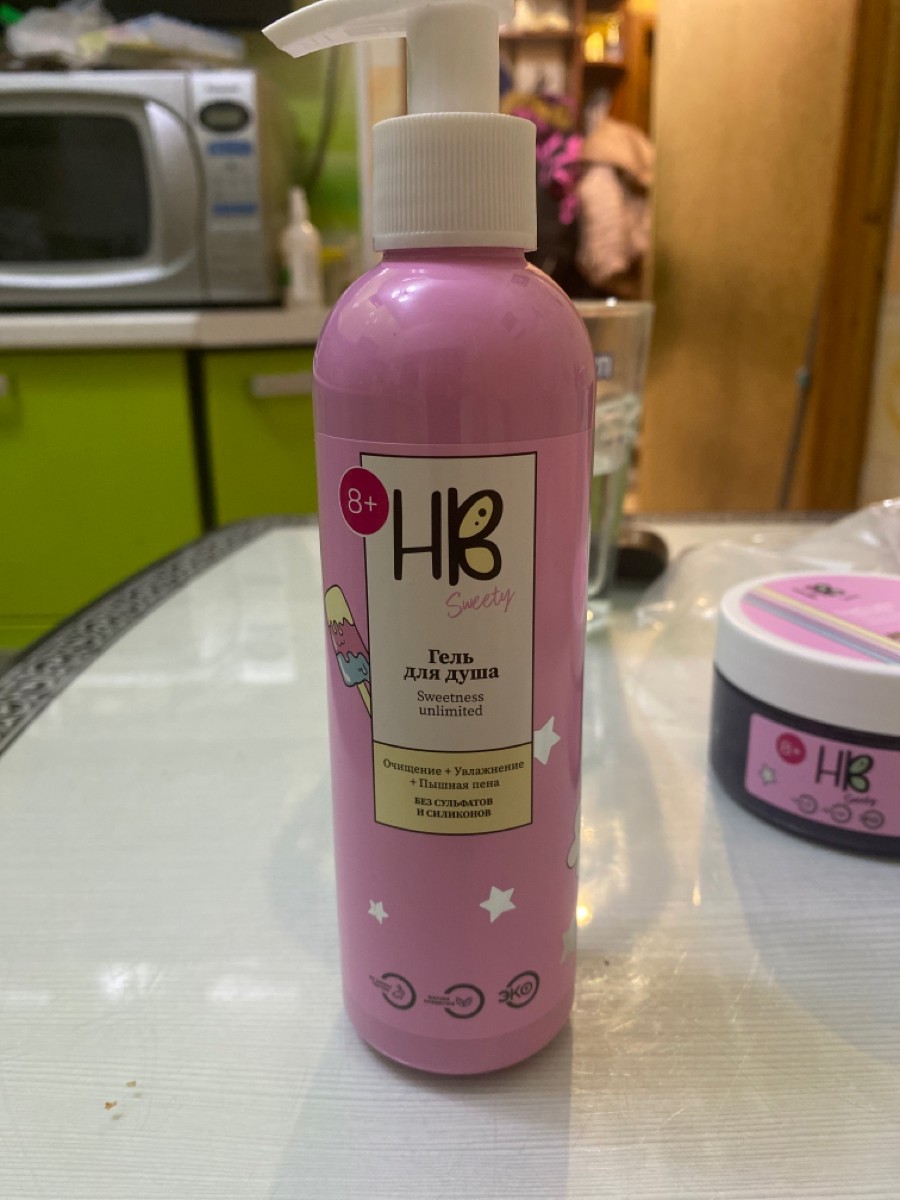 8+
HB
Sweety
Гель
для душа
Sweetness
unlimited
Очищение + Увлажнение
+ Пышная пена
БЕЗ СУЛЬФАТОВ
И СИЛИКОНОВ
ЭКО
8+
HB
Sweety